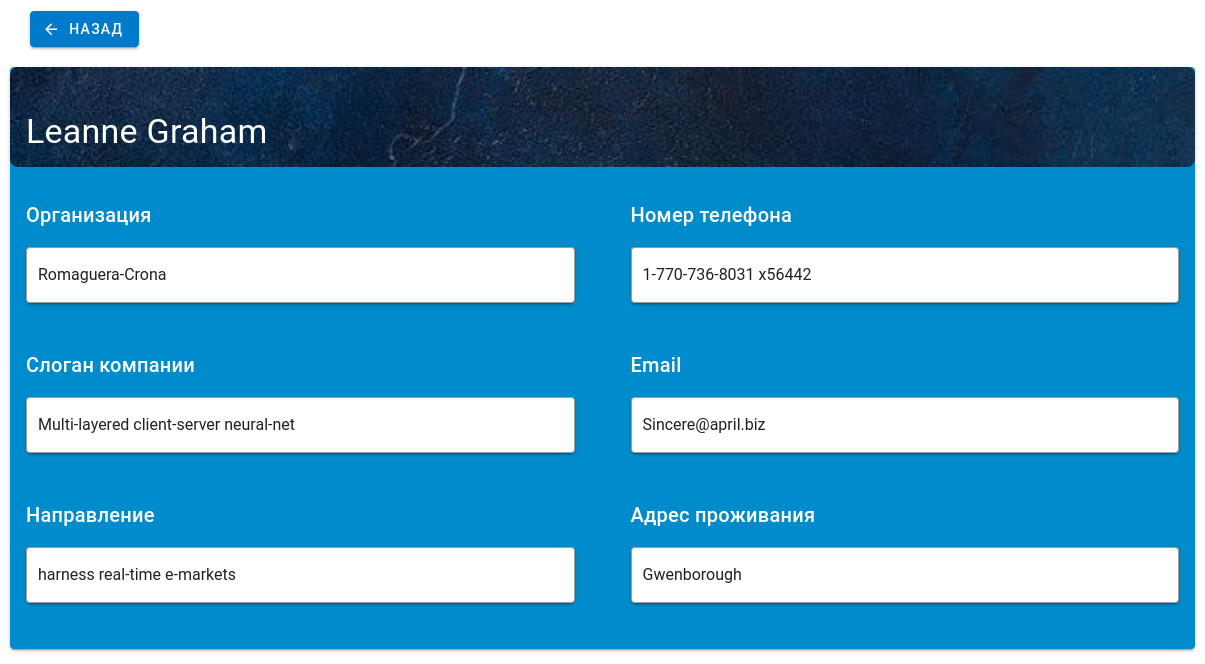 НАЗАД
Leanne Graham
Организация
Номер телефона
Romaguera-Crona
1-770-736-8031 x56442
Слоган компании
Email
Multi-layered client-server neural-net
Sincere@april.biz
Направление
Адрес проживания
harness real-time e-markets
Gwenborough